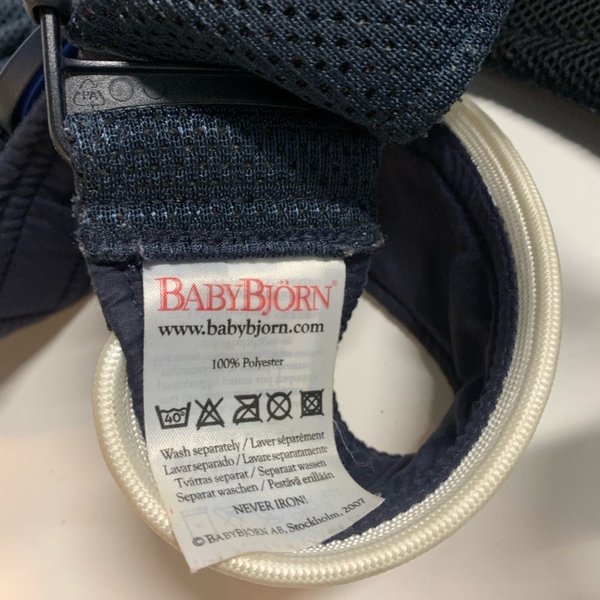 BABYBJÖRN®
www.babybjorn.com
100% Polyester
40°
Wash separately / Laver séparément
Lavar separado / Lavare separatamente
Tvättas separat / Separaat wassen
Separat waschen / Pestävä erillään
NEVER IRON!
©BABYBJÖRN AB, Stockholm, 2007